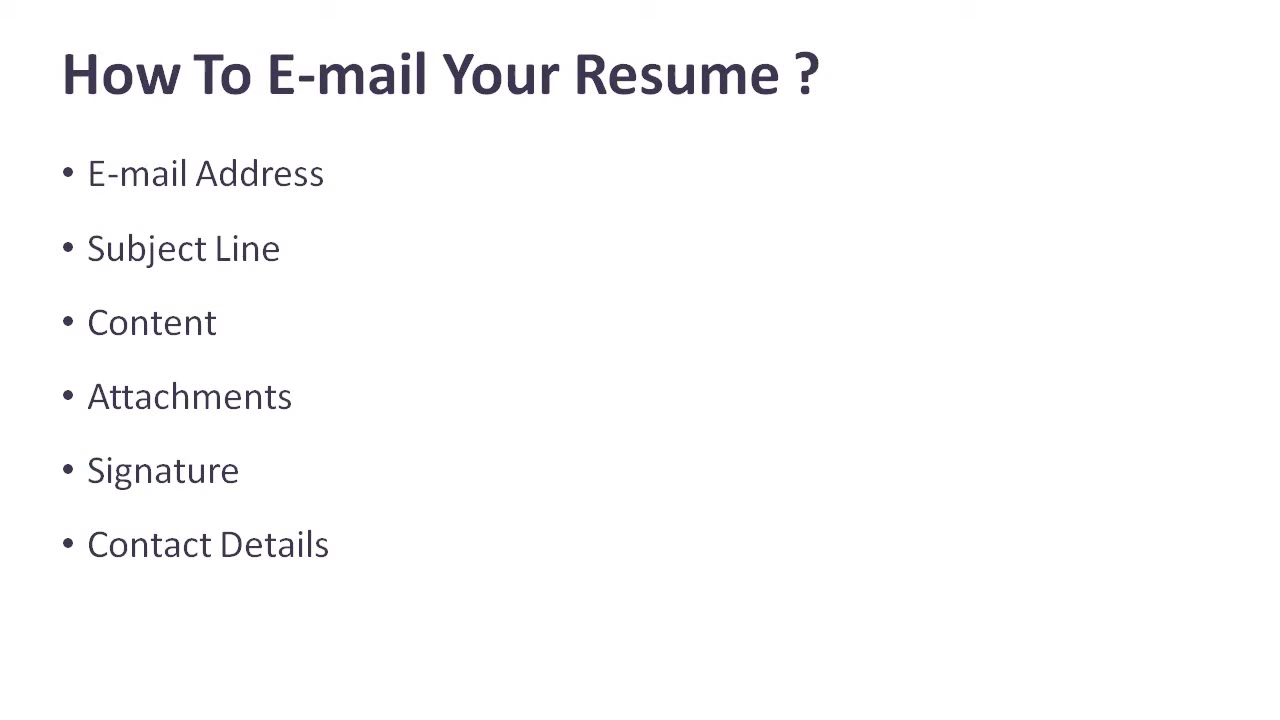 How To E-mail Your Resume ?
• E-mail Address
• Subject Line
• Content
• Attachments
• Signature
• Contact Details